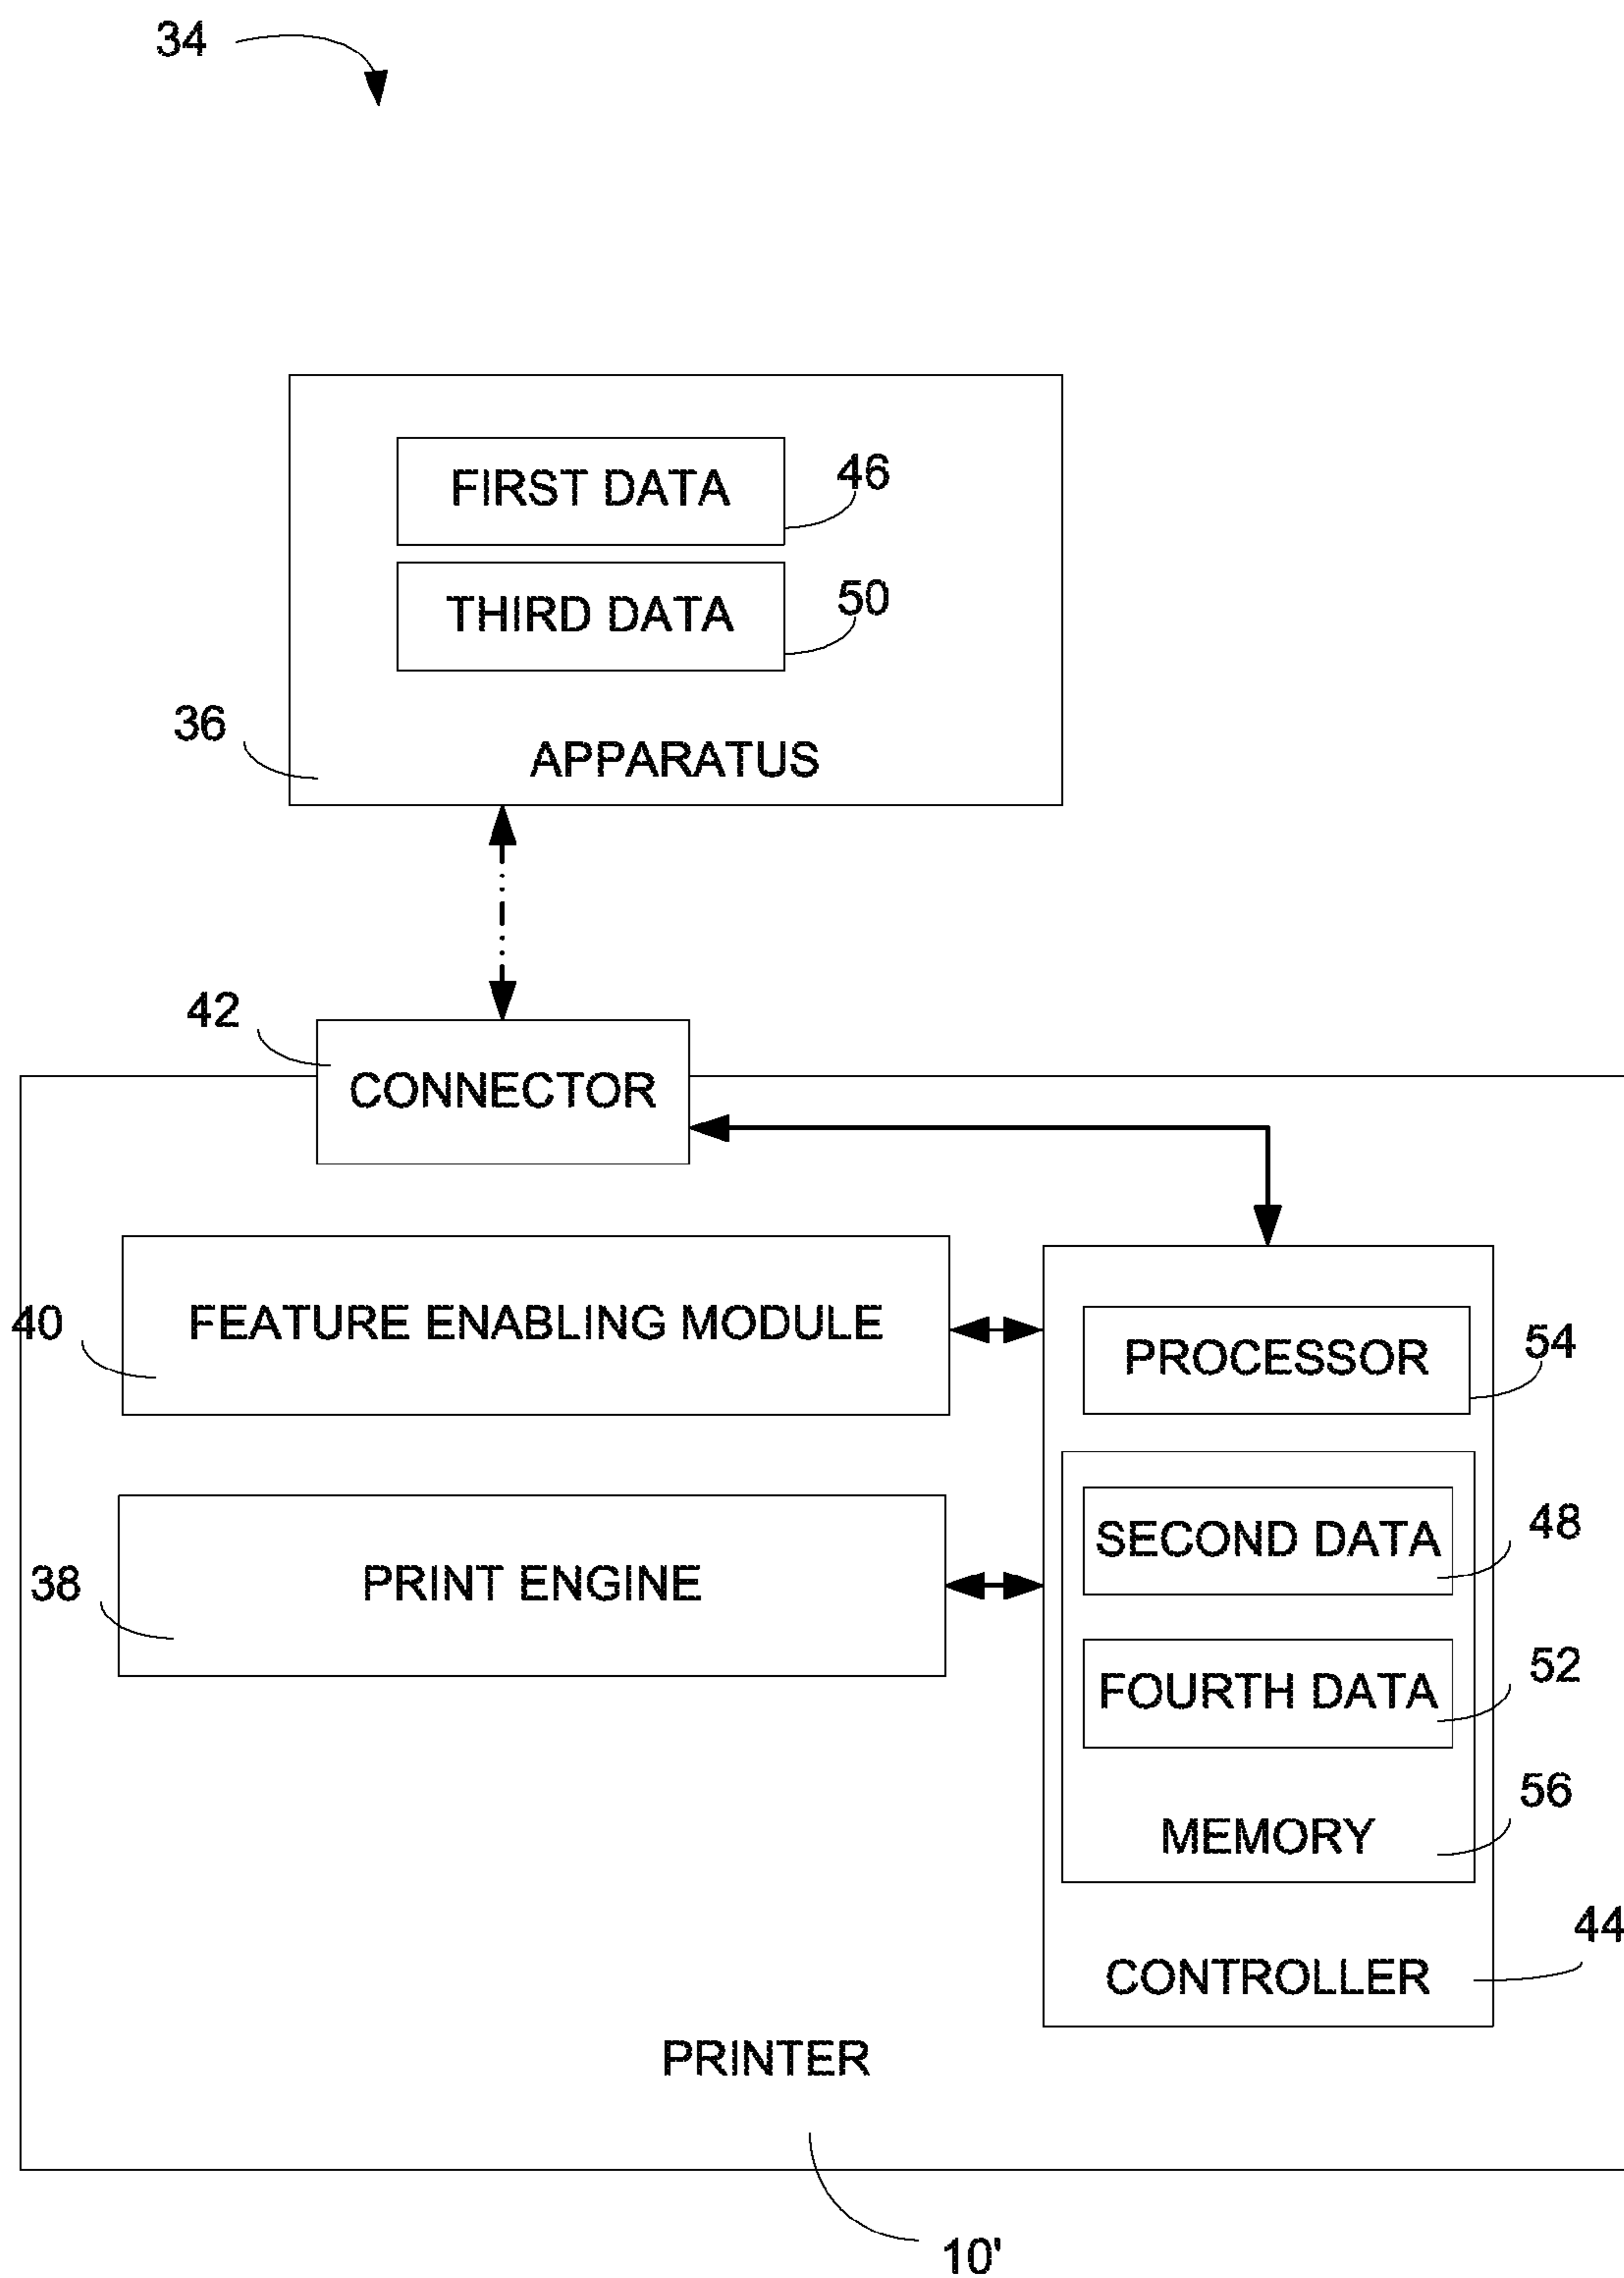 34
FIRST DATA
46
THIRD DATA
50
36
APPARATUS
42
CONNECTOR
40
FEATURE ENABLING MODULE
PROCESSOR
54
SECOND DATA
48
38
PRINT ENGINE
FOURTH DATA
52
MEMORY
56
CONTROLLER
44
PRINTER
10'